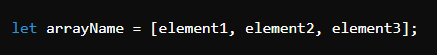 let arrayName = [element1, element2, element3];